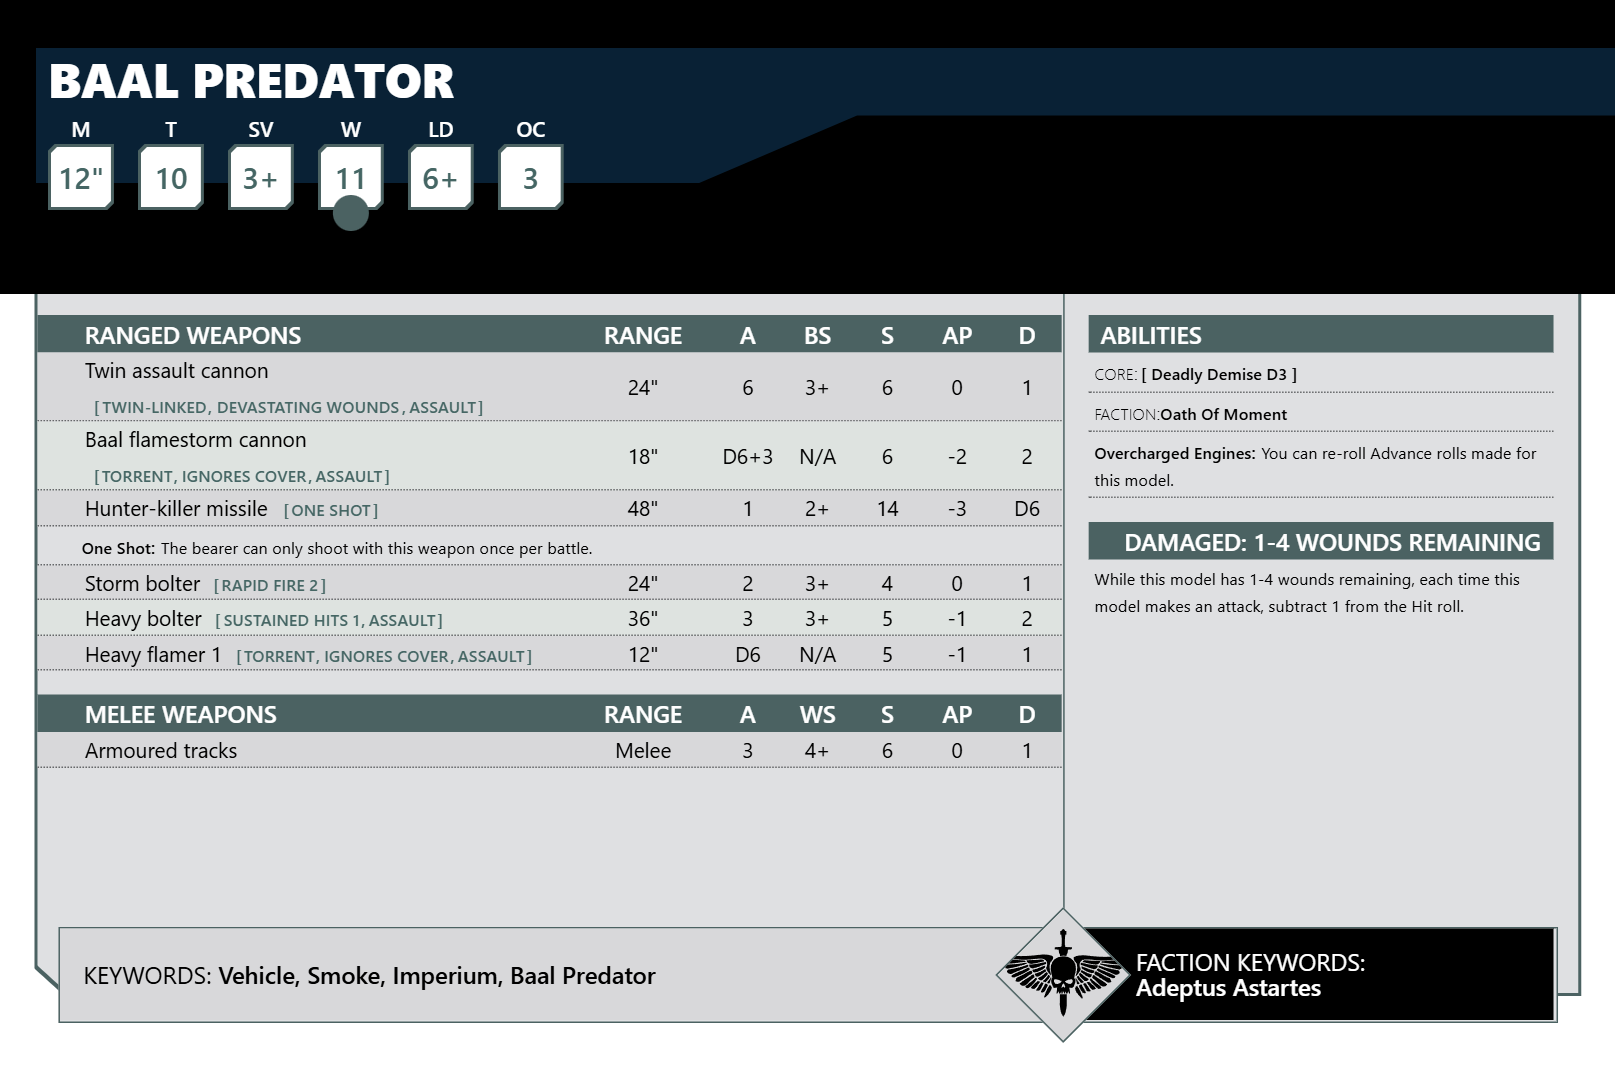 BAAL PREDATOR
M T SV W LD OC
12" 10 3+ 11 6+ 3
RANGED WEAPONS RANGE A BS S AP D
Twin assault cannon
[TWIN-LINKED, DEVASTATING WOUNDS, ASSAULT]
24" 6 3+ 6 0 1
Baal flamestorm cannon
[TORRENT, IGNORES COVER, ASSAULT]
18" D6+3 N/A 6 -2 2
Hunter-killer missile [ONE SHOT] 48" 1 2+ 14 -3 D6
One Shot: The bearer can only shoot with this weapon once per battle.
Storm bolter [RAPID FIRE 2] 24" 2 3+ 4 0 1
Heavy bolter [SUSTAINED HITS 1, ASSAULT] 36" 3 3+ 5 -1 2
Heavy flamer 1 [TORRENT, IGNORES COVER, ASSAULT] 12" D6 N/A 5 -1 1
MELEE WEAPONS RANGE A WS S AP D
Armoured tracks Melee 3 4+ 6 0 1
ABILITIES
CORE: [ Deadly Demise D3 ]
FACTION:Oath Of Moment
Overcharged Engines: You can re-roll Advance rolls made for
this model.
DAMAGED: 1-4 WOUNDS REMAINING
While this model has 1-4 wounds remaining, each time this
model makes an attack, subtract 1 from the Hit roll.
KEYWORDS: Vehicle, Smoke, Imperium, Baal Predator
FACTION KEYWORDS:
Adeptus Astartes